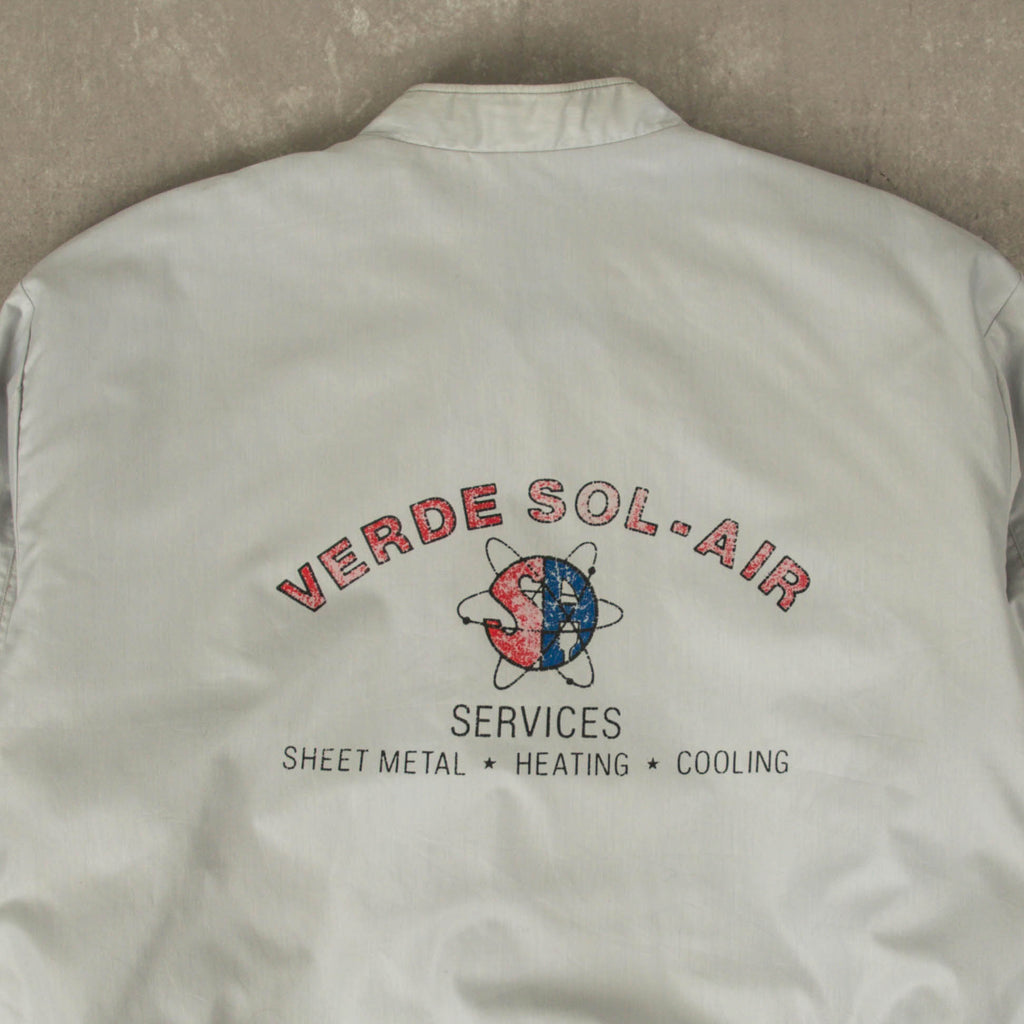 VERDE SOL-AIR
SA
SERVICES
SHEET METAL ★ HEATING ★ COOLING